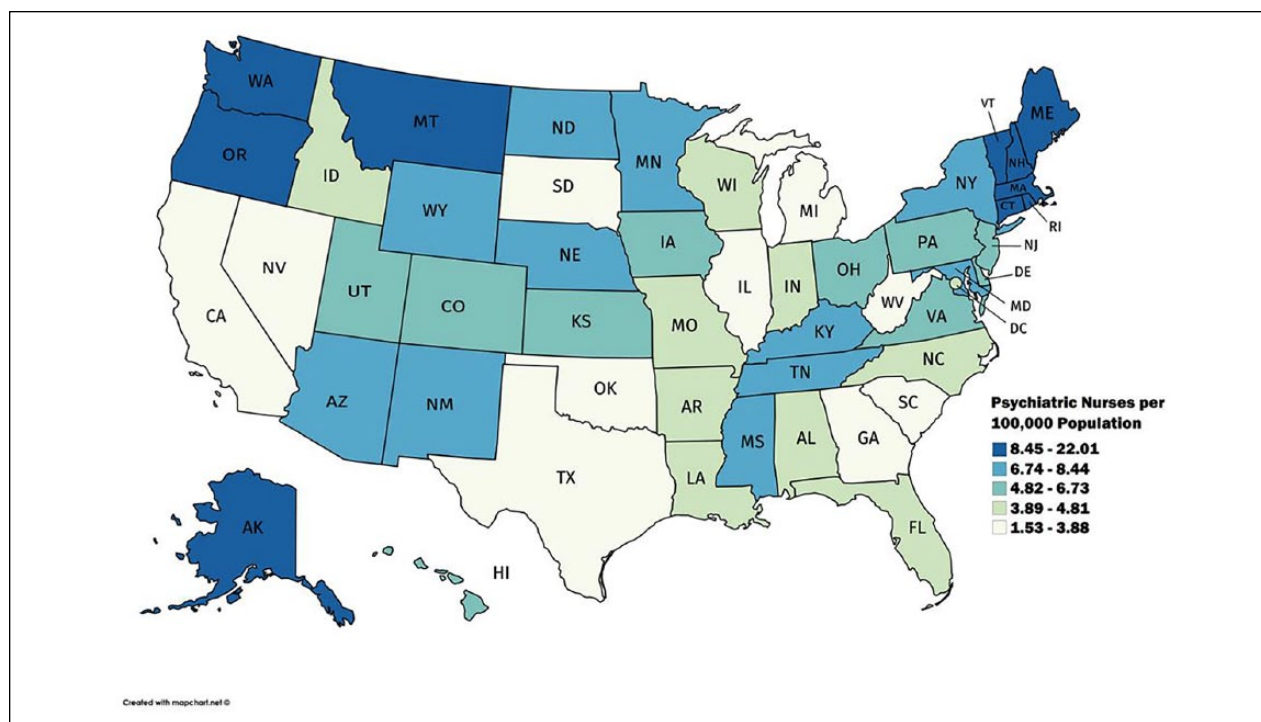 WA
MT
ND
MN
OR
ID
SD
WI
MI
WY
NE
IA
NV
UT
CO
KS
CA
IL
IN
OH
PA
NY
VT
ME
NH
MA
CT
RI
NJ
DE
MD
DC
WV
VA
MO
KY
TN
NC
SC
AZ
NM
OK
AR
TX
LA
MS
AL
GA
FL
AK
HI
Psychiatric Nurses per
100,000 Population
8.45 - 22.01
6.74 - 8.44
4.82 - 6.73
3.89 - 4.81
1.53 - 3.88
Created with mapchart.net ©